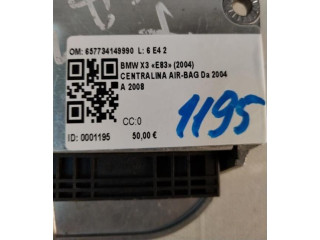 OM: 657734149990 L: 6 E4 2
BMW X3 «E83» (2004)
CENTRALINA AIR-BAG Da 2004
A 2008
CC:0
ID: 0001195
50,00 €
1195